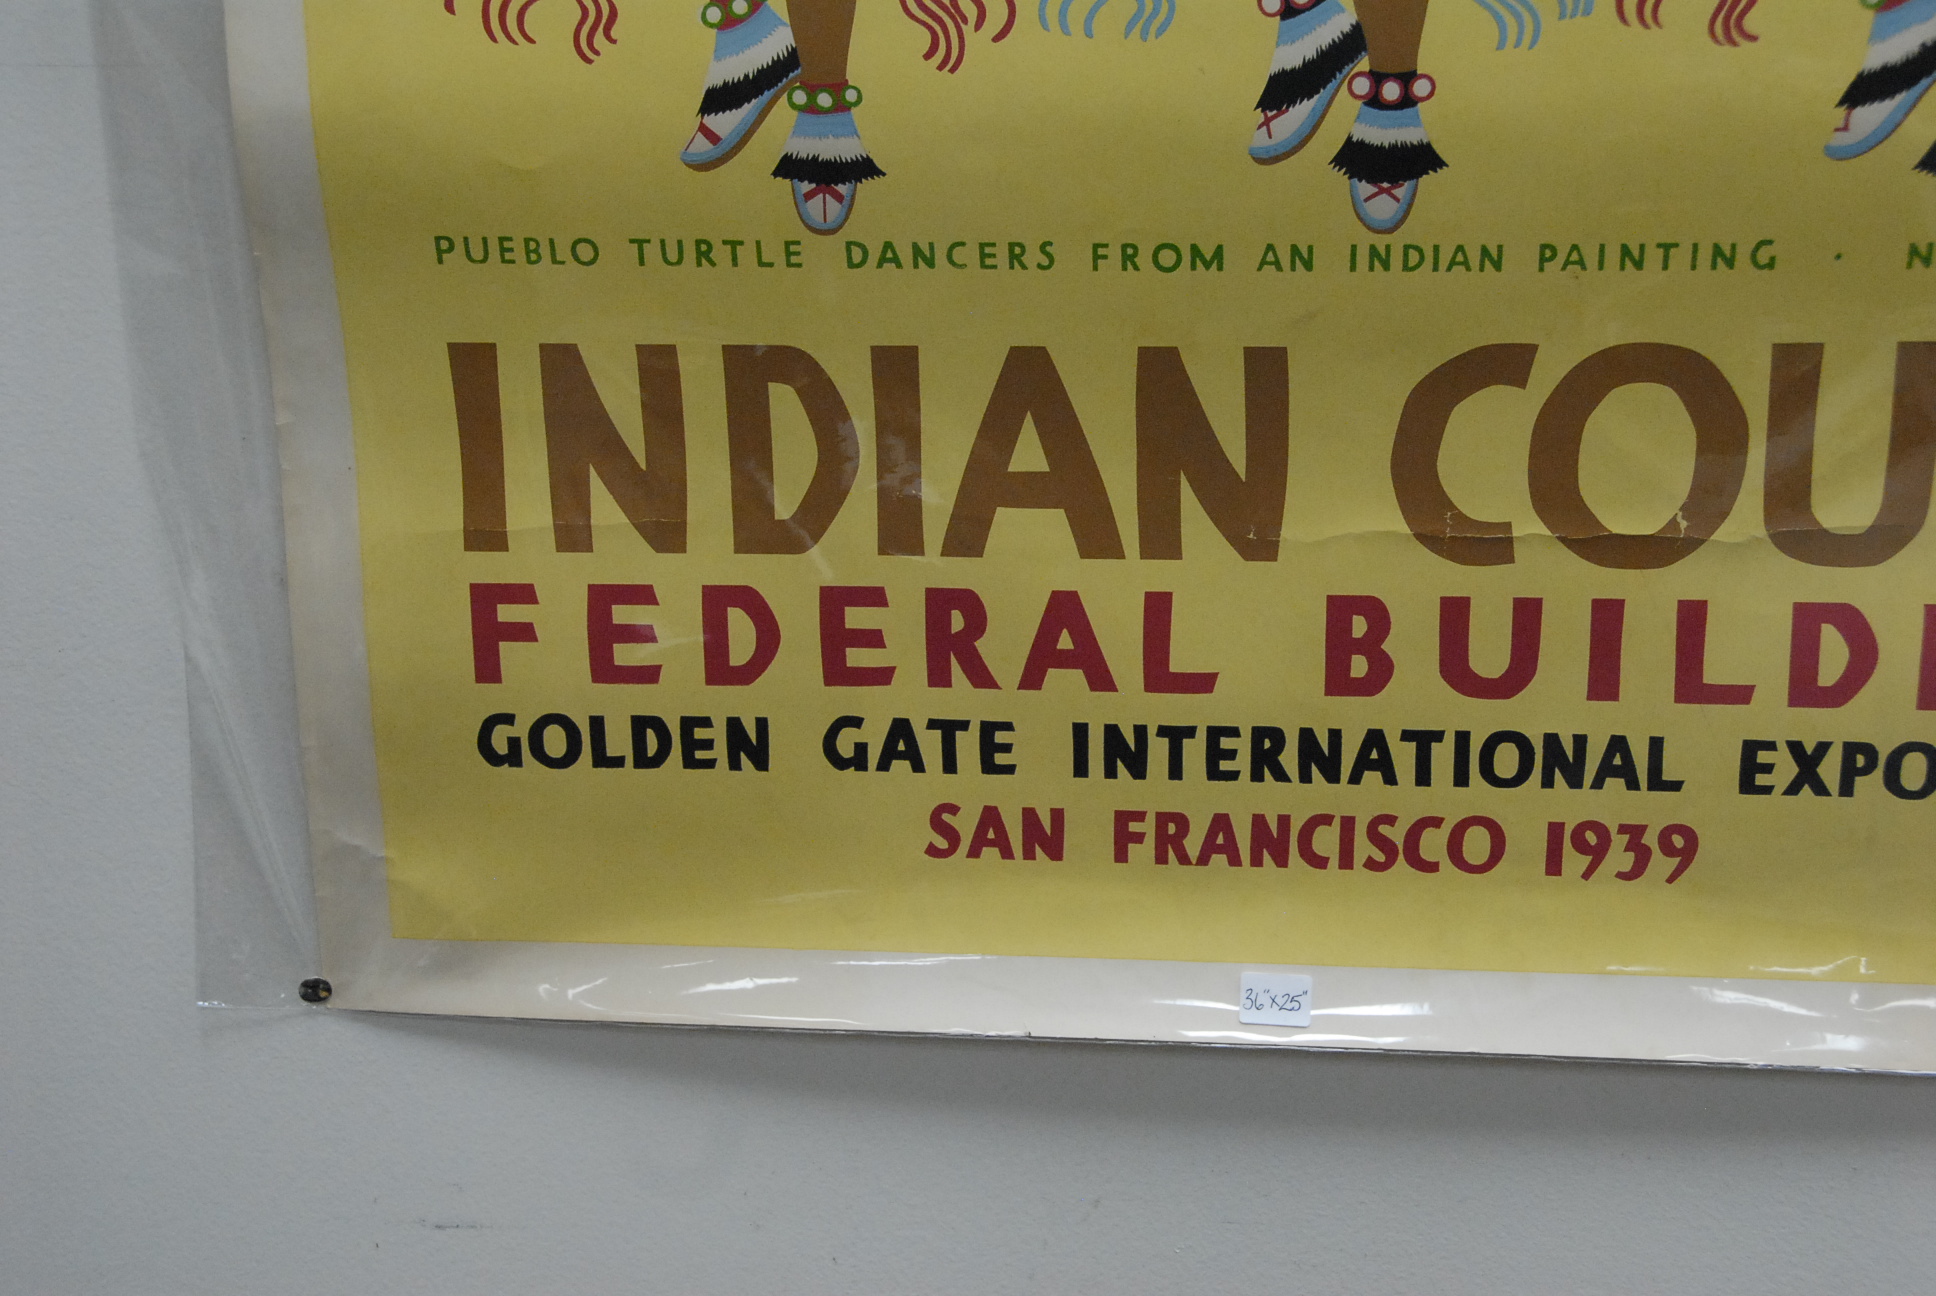 PUEBLO TURTLE DANCERS FROM AN INDIAN PAINTING · N
INDIAN COU
FEDERAL BUILDI
GOLDEN GATE INTERNATIONAL EXPO
SAN FRANCISCO 1939
36"x25"